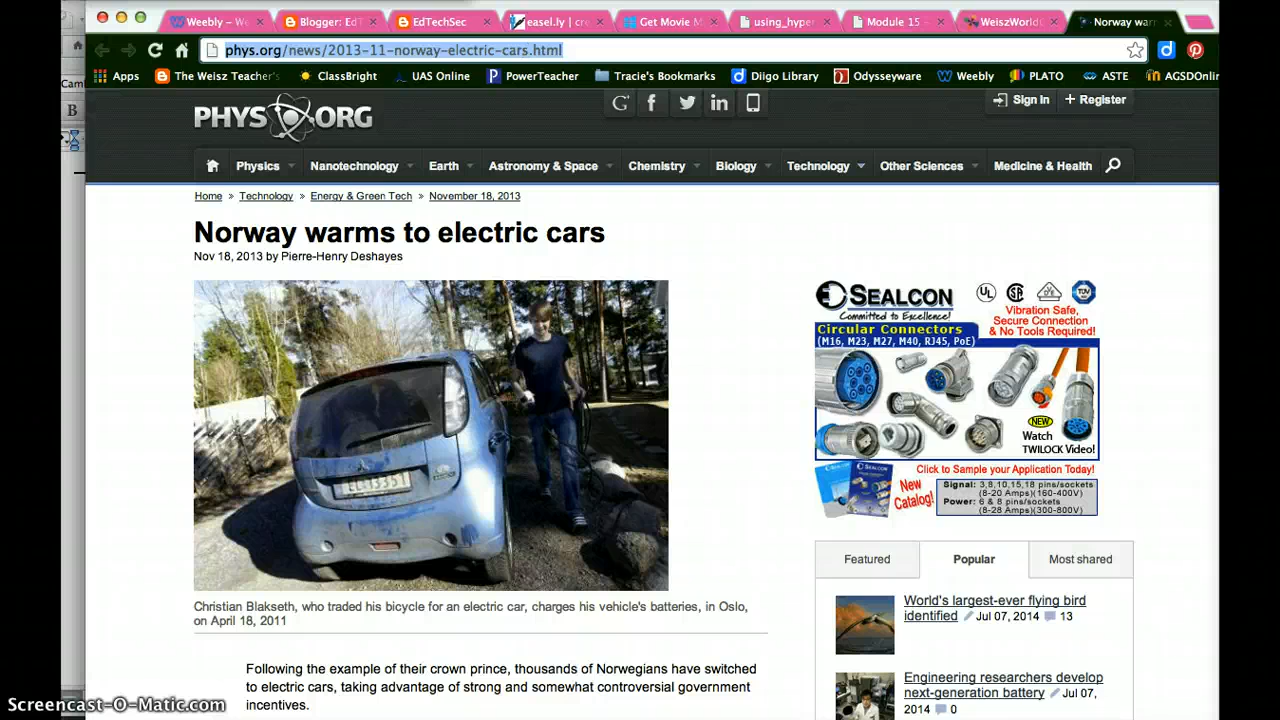 Weebly – We
Blogger: EdT
EdTechSec
easel.ly | cre
Get Movie M
using_hyper
Module 15 –
WeiszWorld
Norway war
phys.org/news/2013-11-norway-electric-cars.html
Apps
The Weisz Teacher's
ClassBright
UAS Online
PowerTeacher
Tracie's Bookmarks
Diigo Library
Odysseyware
Weebly
PLATO
ASTE
AGSDOnlin
Cam
B
PHYS ORG
Sign In
+ Register
Physics
Nanotechnology
Earth
Astronomy & Space
Chemistry
Biology
Technology
Other Sciences
Medicine & Health
Home » Technology » Energy & Green Tech » November 18, 2013
Norway warms to electric cars
Nov 18, 2013 by Pierre-Henry Deshayes
SEALCON
Committed to Excellence!
Vibration Safe,
Secure Connection
& No Tools Required!
Circular Connectors
(M16, M23, M27, M40, RJ45, PoE)
NEW
Watch
TWILOCK Video!
Click to Sample your Application Today!
New
Catalog!
Signal: 3,8,10,15,18 pins/sockets
(8-20 Amps)(160-400V)
Power: 6 & 8 pins/sockets
(8-28 Amps)(300-800V)
Christian Blakseth, who traded his bicycle for an electric car, charges his vehicle's batteries, in Oslo,
on April 18, 2011
Featured
Popular
Most shared
World's largest-ever flying bird
identified Jul 07, 2014 13
Engineering researchers develop
next-generation battery Jul 07,
2014 0
Following the example of their crown prince, thousands of Norwegians have switched
to electric cars, taking advantage of strong and somewhat controversial government
incentives.
Screencast-O-Matic.com